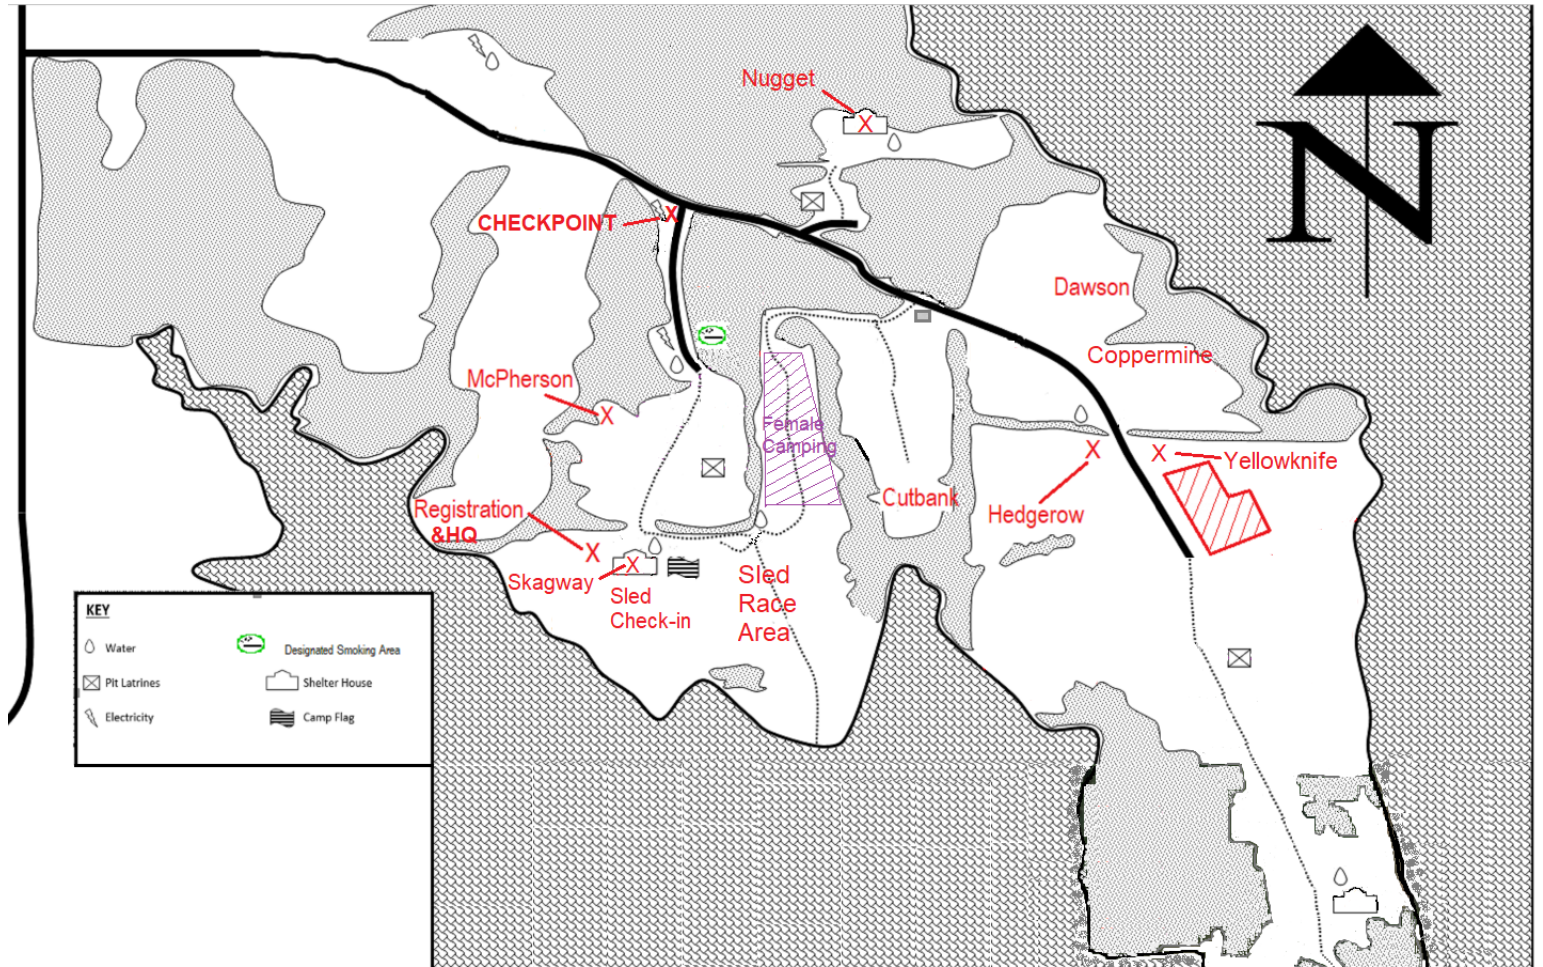 Nugget
N
CHECKPOINT
Dawson
Coppermine
McPherson
Female
Camping
Yellowknife
Cutbank
Hedgerow
Registration
&HQ
Skagway
Sled
Check-in
Sled
Race
Area
KEY
Water
Designated Smoking Area
Pit Latrines
Shelter House
Electricity
Camp Flag